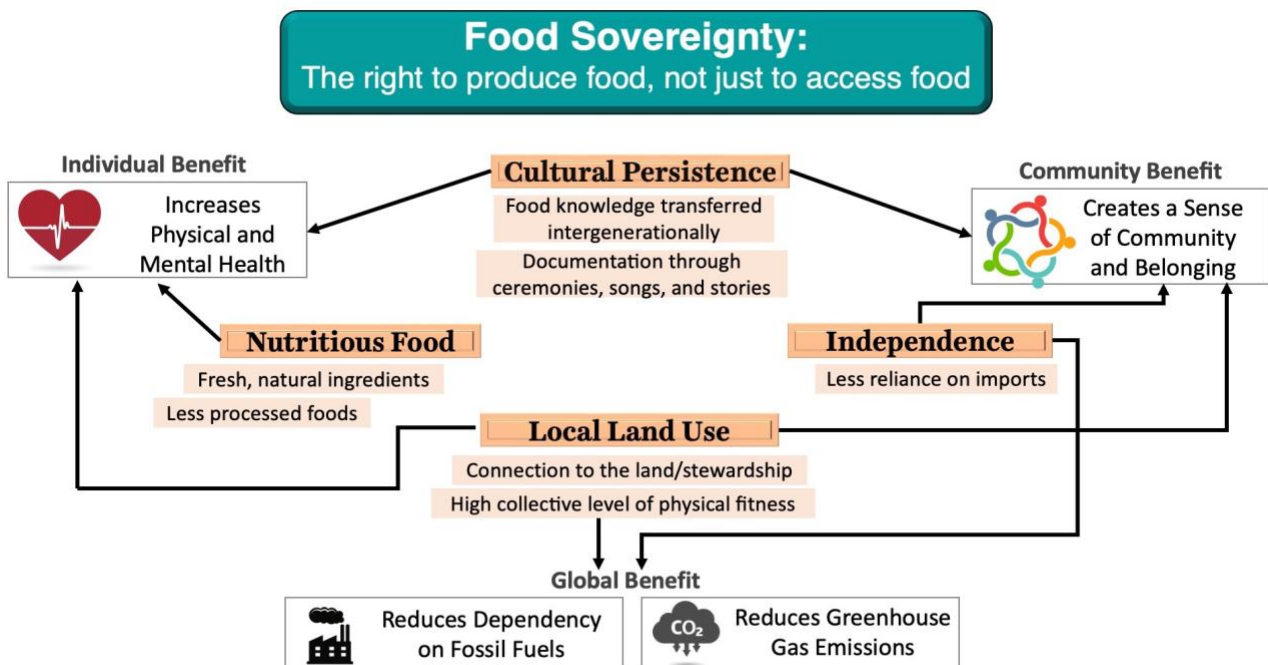 Food Sovereignty:
The right to produce food, not just to access food
Individual Benefit
Increases
Physical and
Mental Health
Cultural Persistence
Food knowledge transferred
intergenerationally
Documentation through
ceremonies, songs, and stories
Community Benefit
Creates a Sense
of Community
and Belonging
Nutritious Food
Fresh, natural ingredients
Less processed foods
Independence
Less reliance on imports
Local Land Use
Connection to the land/stewardship
High collective level of physical fitness
Global Benefit
Reduces Dependency
on Fossil Fuels
CO₂
Reduces Greenhouse
Gas Emissions